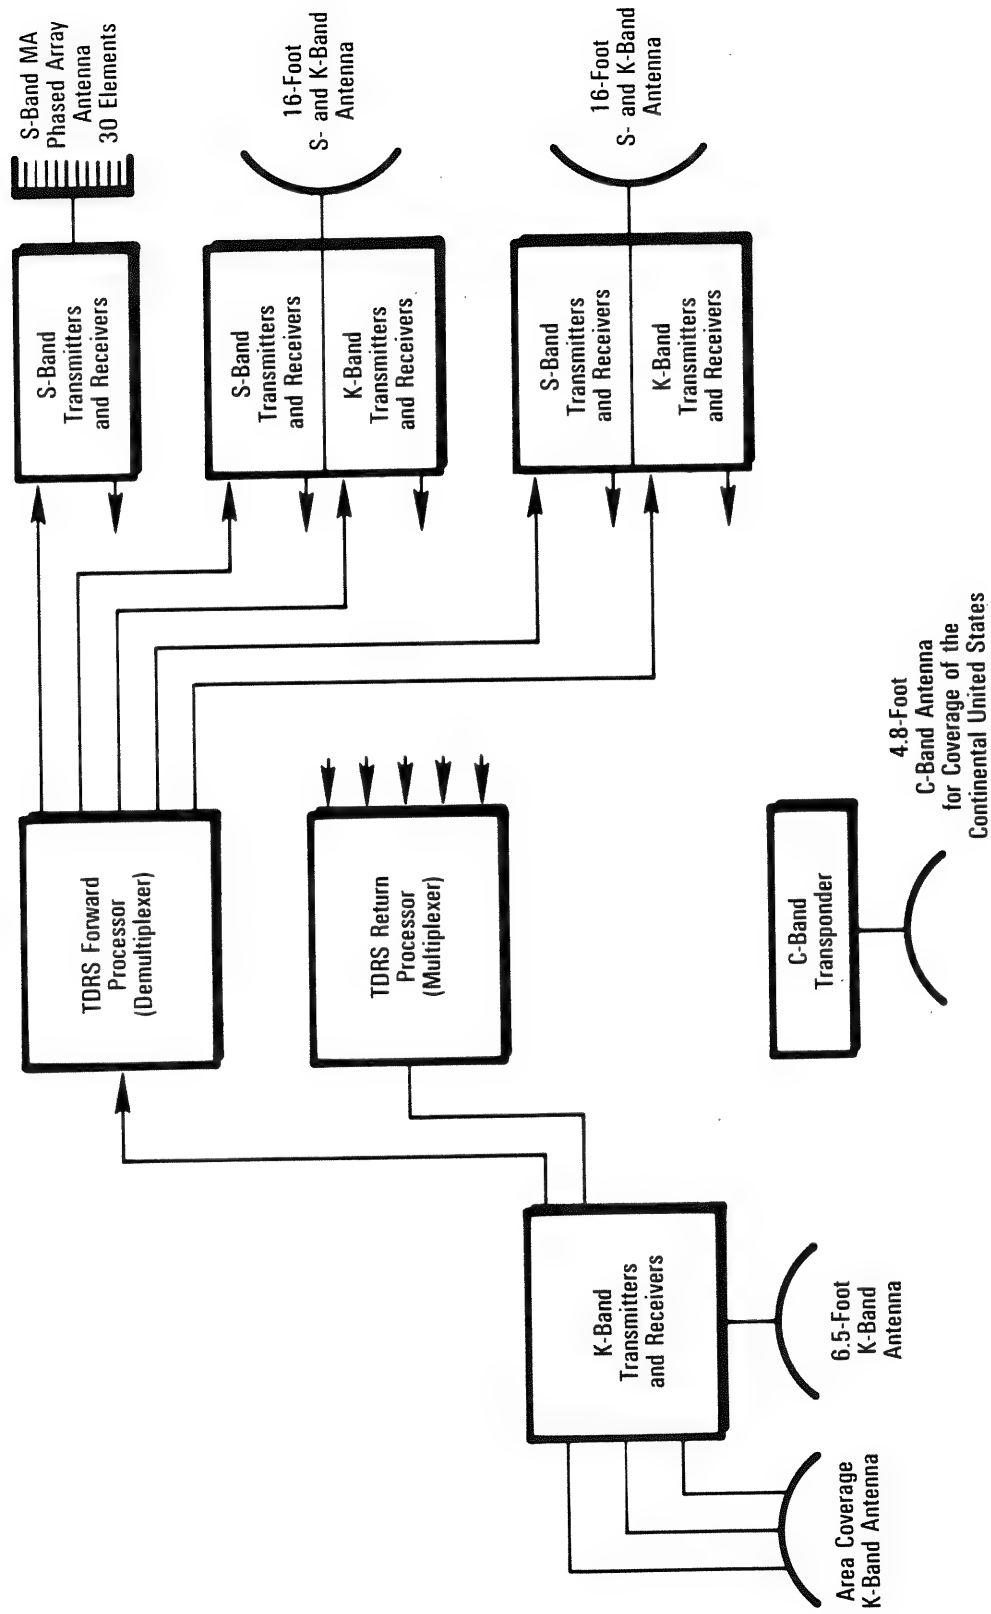 S-Band MA
Phased Array
Antenna
30 Elements
S-Band
Transmitters
and Receivers
16-Foot
S- and K-Band
Antenna
S-Band
Transmitters
and Receivers
K-Band
Transmitters
and Receivers
16-Foot
S- and K-Band
Antenna
S-Band
Transmitters
and Receivers
K-Band
Transmitters
and Receivers
TDRS Forward
Processor
(Demultiplexer)
TDRS Return
Processor
(Multiplexer)
C-Band
Transponder
4.8-Foot
C-Band Antenna
for Coverage of the
Continental United States
K-Band
Transmitters
and Receivers
6.5-Foot
K-Band
Antenna
Area Coverage
K-Band Antenna